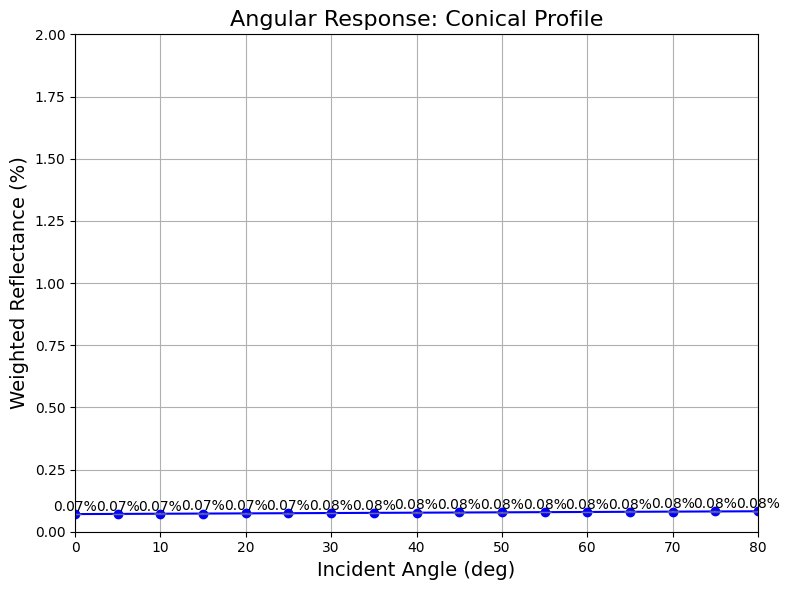 Angular Response: Conical Profile
Weighted Reflectance (%)
2.00
1.75
1.50
1.25
1.00
0.75
0.50
0.25
0.00
0.07% 0.07% 0.07% 0.07% 0.07% 0.07% 0.08% 0.08% 0.08% 0.08% 0.08% 0.08% 0.08% 0.08% 0.08% 0.08% 0.08%
0 10 20 30 40 50 60 70 80
Incident Angle (deg)